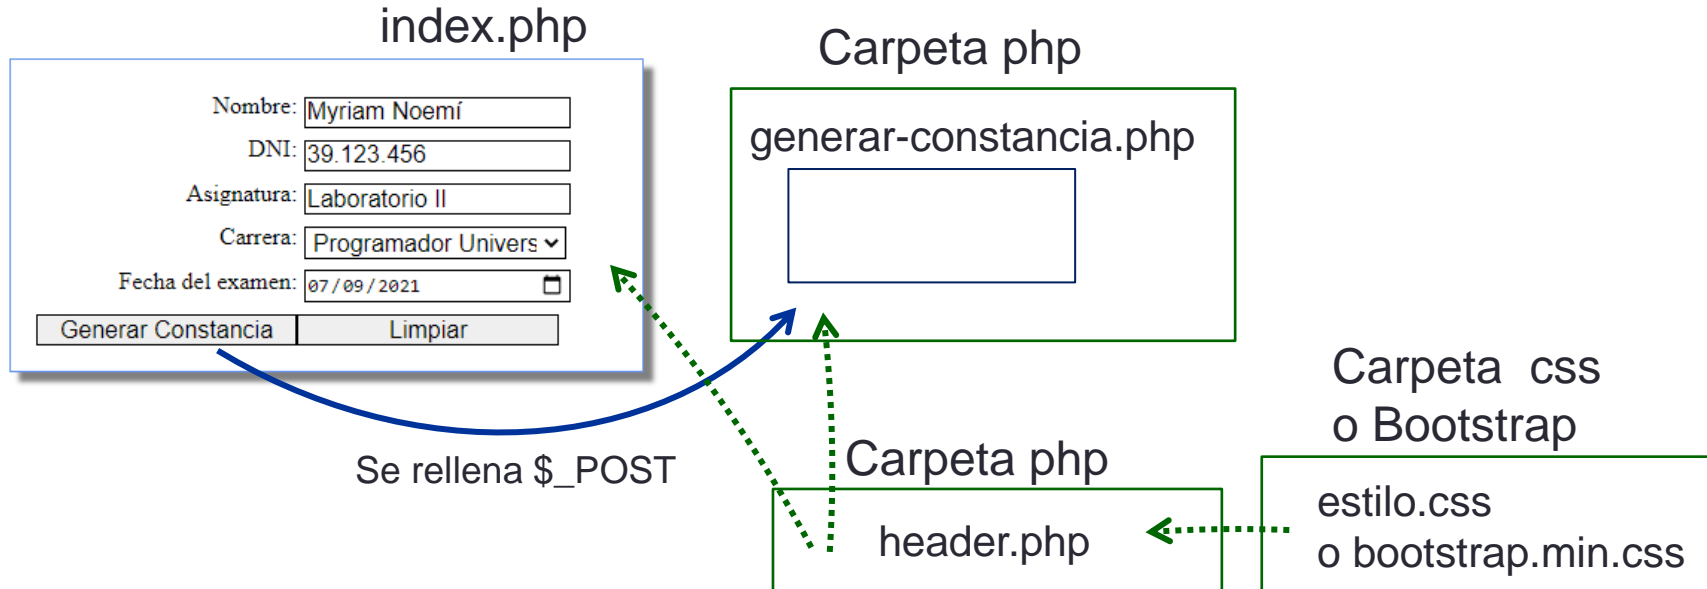 index.php
Nombre: Myriam Noemí
DNI: 39.123.456
Asignatura: Laboratorio II
Carrera: Programador Univers
Fecha del examen: 07/09/2021
Generar Constancia Limpiar
Carpeta php
generar-constancia.php
Se rellena $_POST
Carpeta php
header.php
Carpeta css
o Bootstrap
estilo.css
o bootstrap.min.css